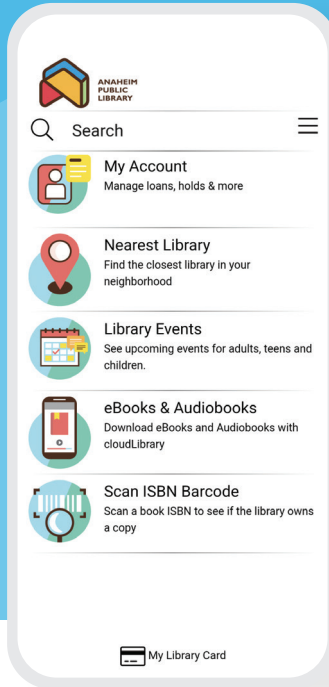 ANAHEIM
PUBLIC
LIBRARY
Search
My Account
Manage loans, holds & more
Nearest Library
Find the closest library in your
neighborhood
Library Events
See upcoming events for adults, teens and
children.
eBooks & Audiobooks
Download eBooks and Audiobooks with
cloudLibrary
Scan ISBN Barcode
Scan a book ISBN to see if the library owns
a copy
My Library Card